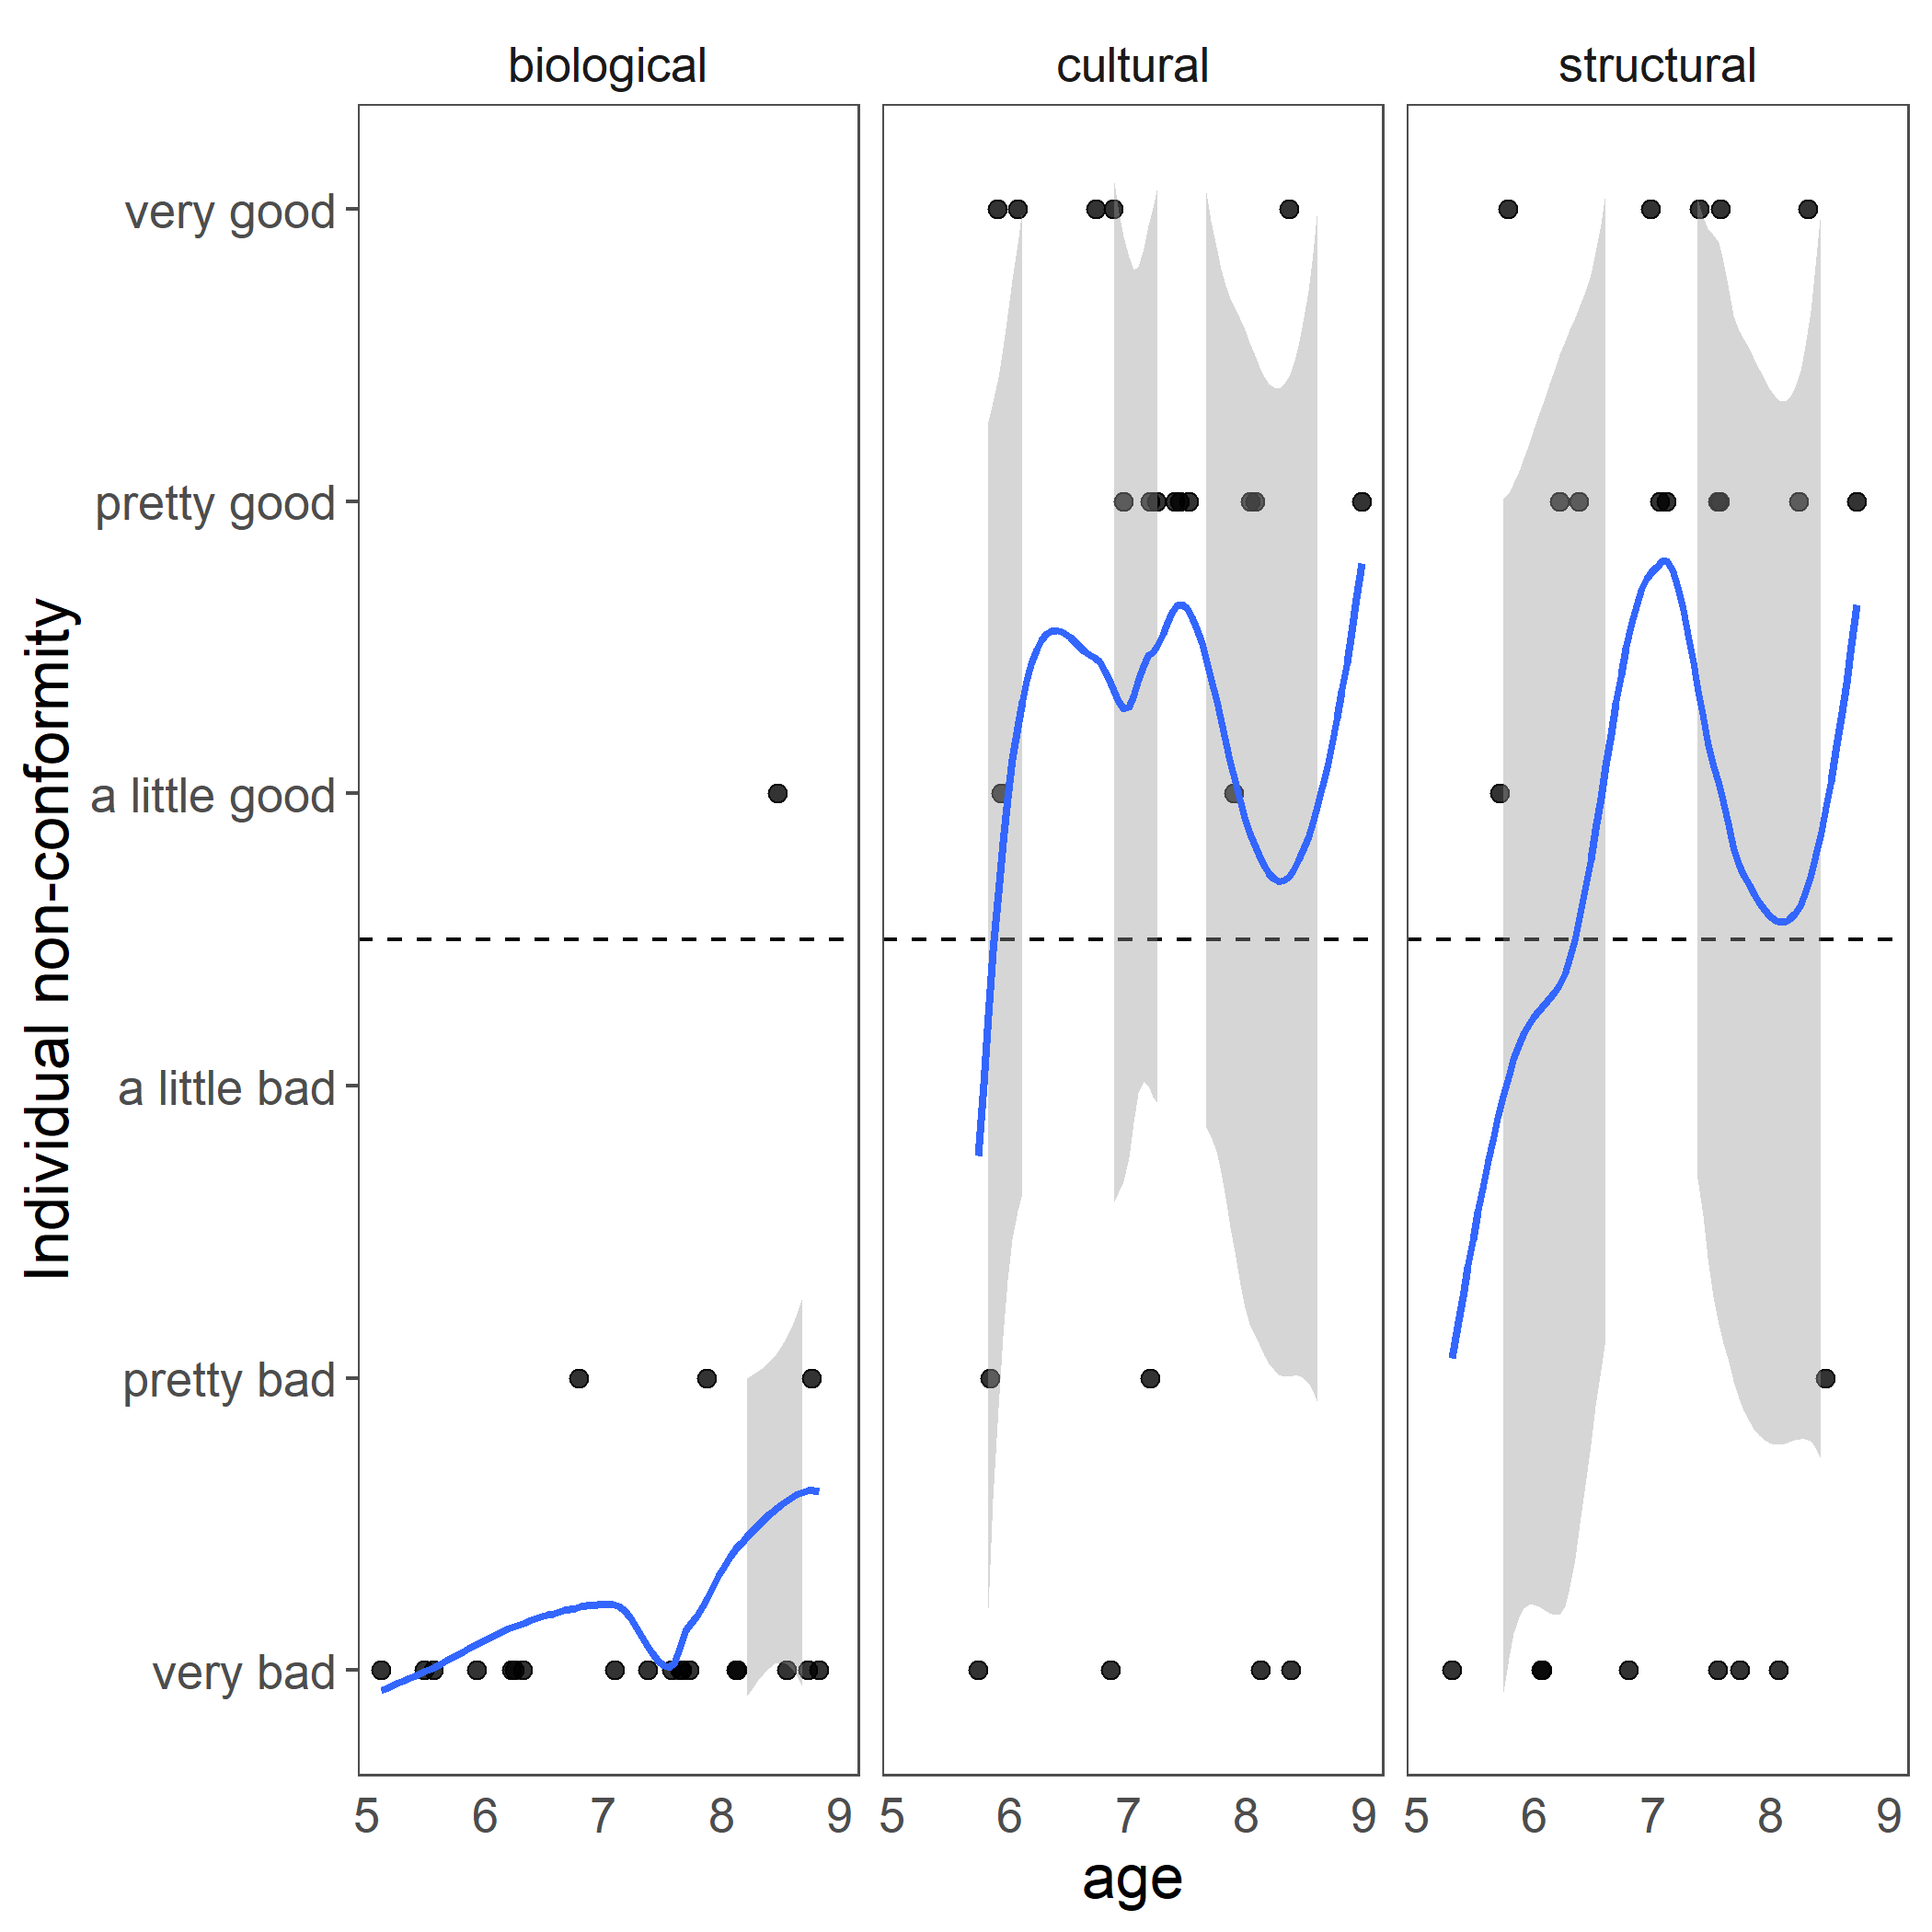 biological cultural structural
very good
pretty good
a little good
a little bad
pretty bad
very bad
Individual non-conformity
5 6 7 8 9 5 6 7 8 9 5 6 7 8 9
age